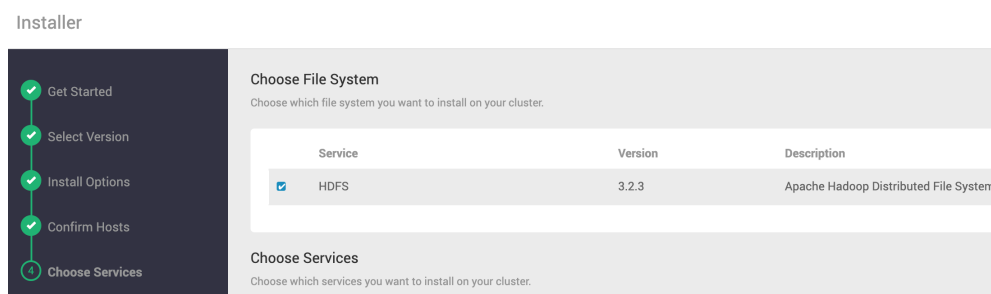 Installer
Get Started
Select Version
Install Options
Confirm Hosts
4 Choose Services
Choose File System
Choose which file system you want to install on your cluster.
Service Version Description
HDFS 3.2.3 Apache Hadoop Distributed File System
Choose Services
Choose which services you want to install on your cluster.